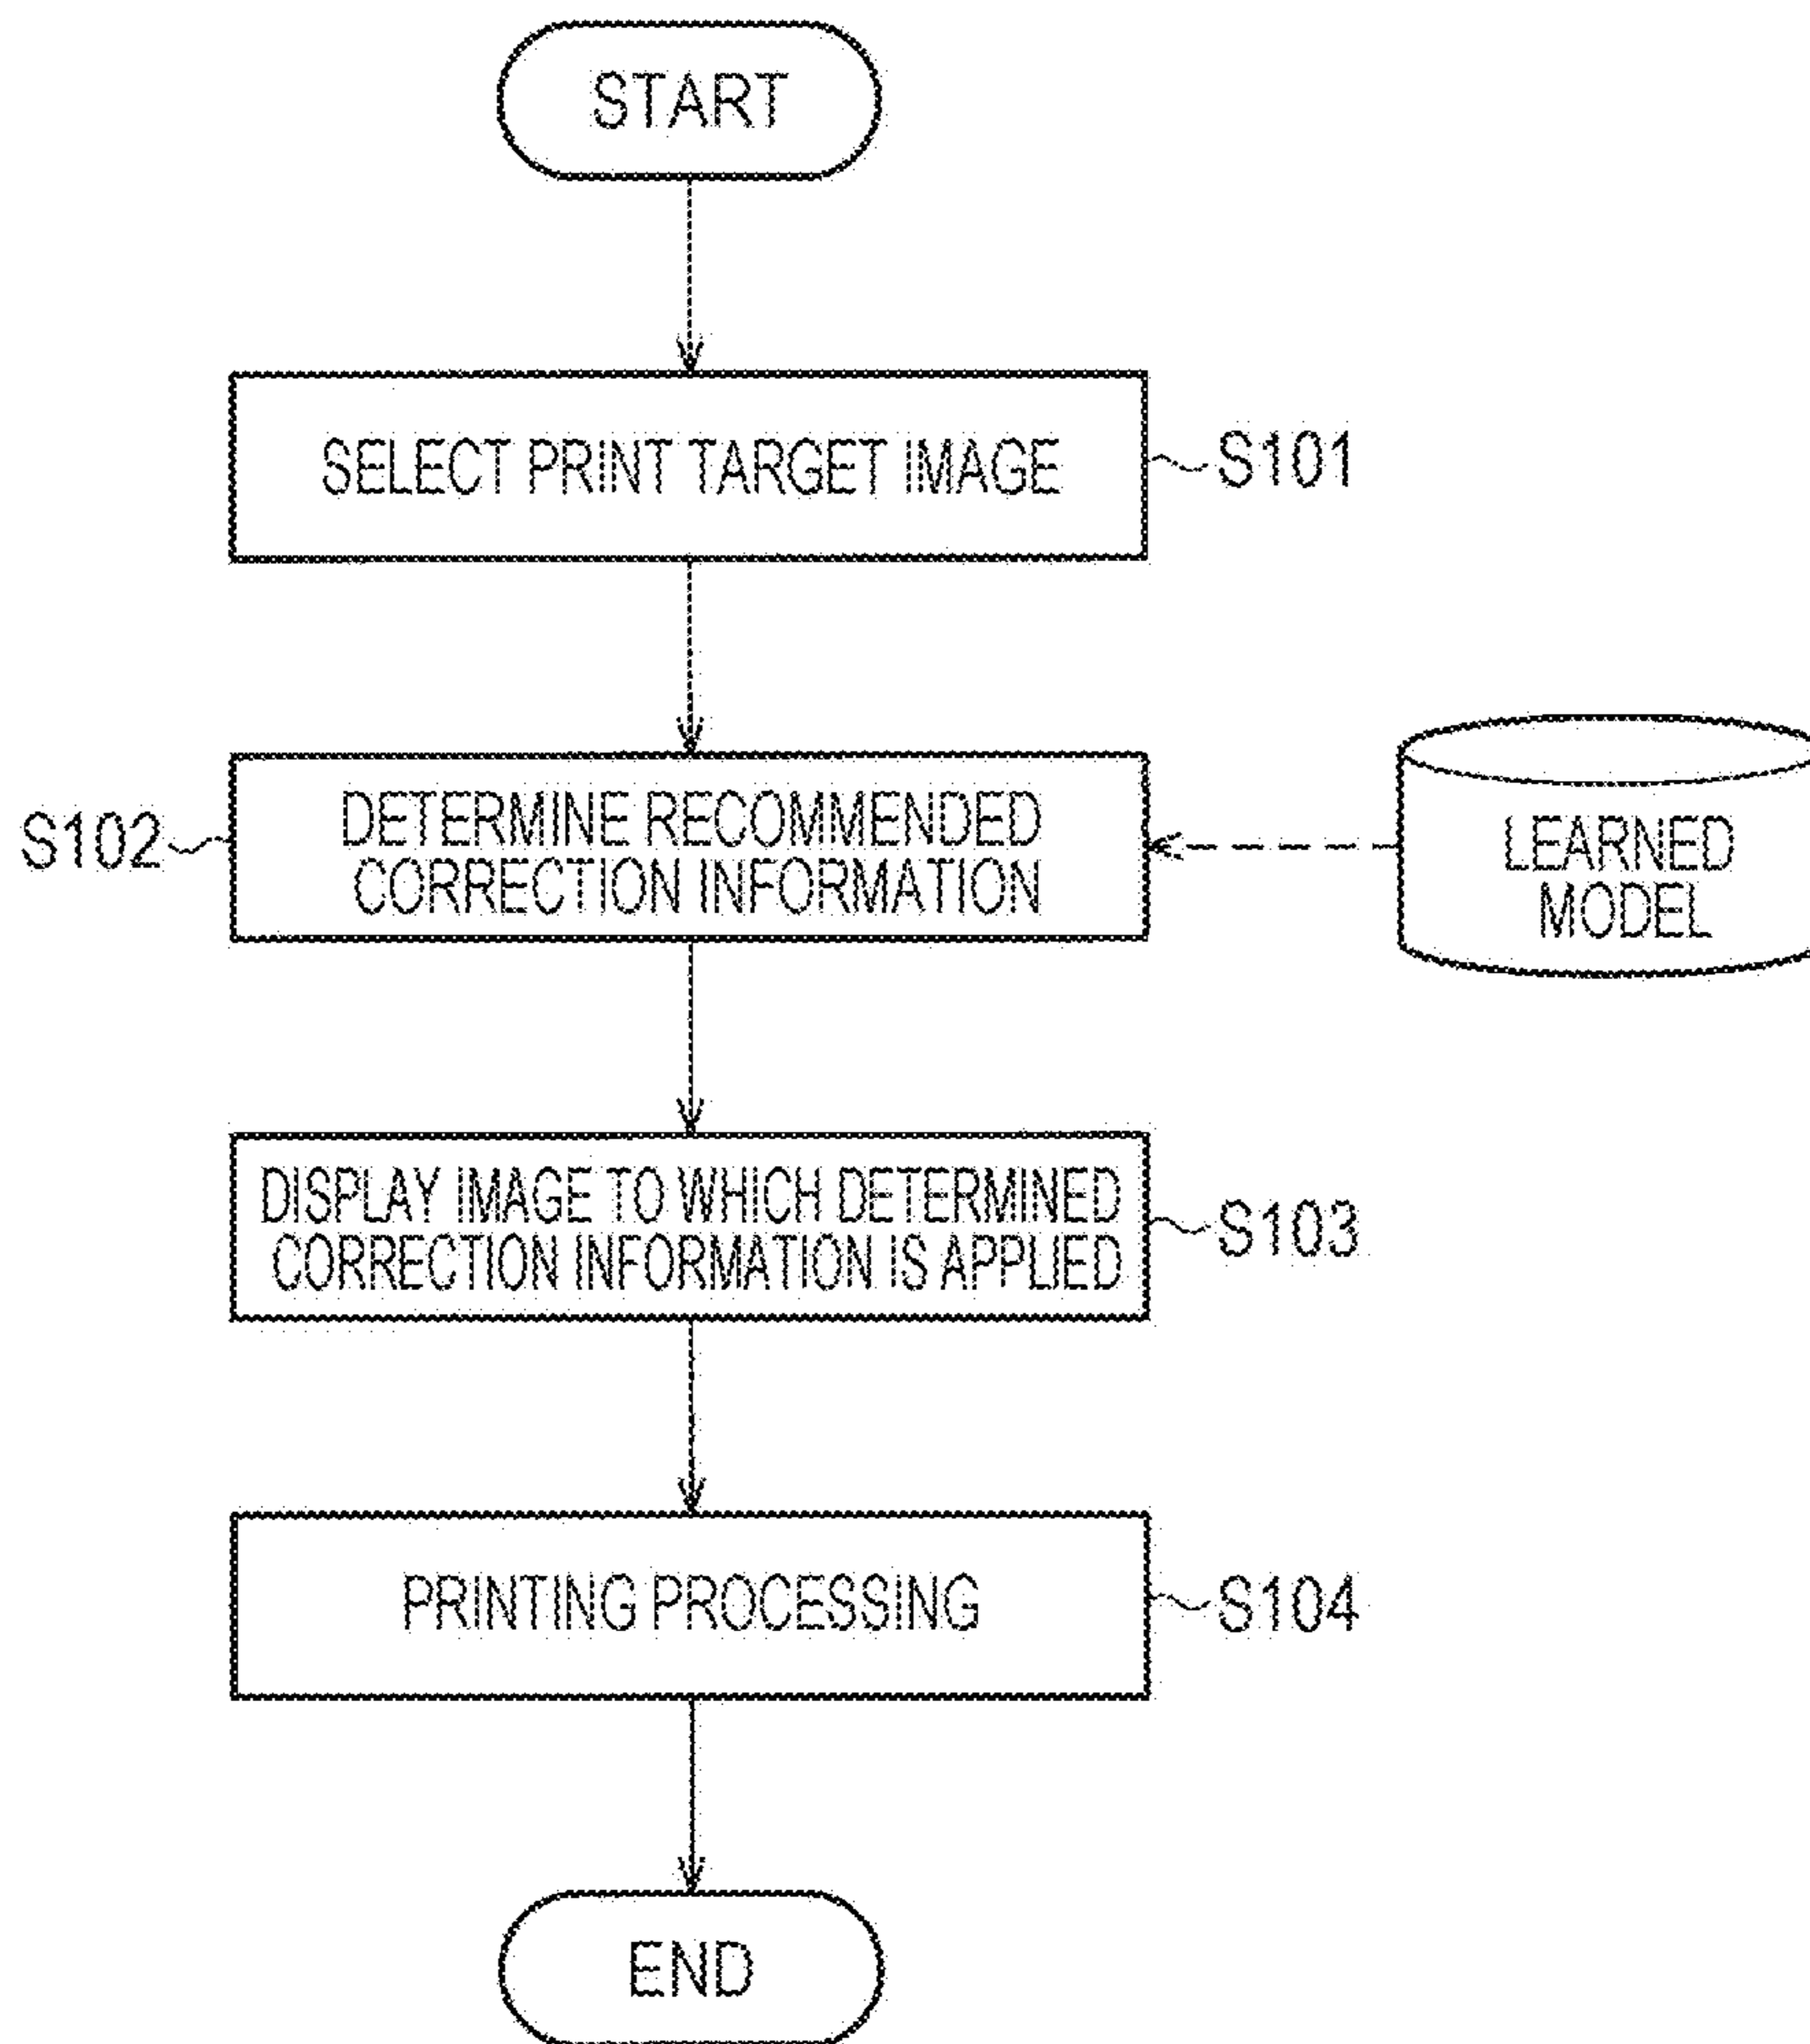 START
SELECT PRINT TARGET IMAGE
S101
S102
DETERMINE RECOMMENDED
CORRECTION INFORMATION
LEARNED
MODEL
DISPLAY IMAGE TO WHICH DETERMINED
CORRECTION INFORMATION IS APPLIED
S103
PRINTING PROCESSING
S104
END